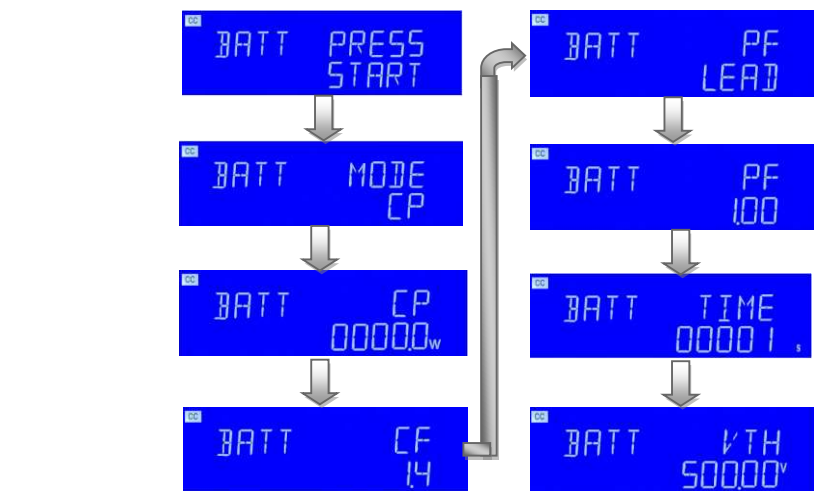 CC
BATT PRESS
START
CC
BATT MODE
CP
CC
BATT CP
0000.0W
CC
BATT CF
1.4
CC
BATT PF
LEAD
CC
BATT PF
1.00
CC
BATT TIME
00001 s
CC
BATT VTH
500.00V